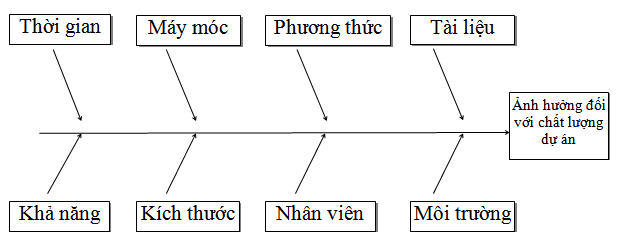 Thời gian
Máy móc
Phương thức
Tài liệu
Ảnh hưởng đối
với chất lượng
dự án
Khả năng
Kích thước
Nhân viên
Môi trường